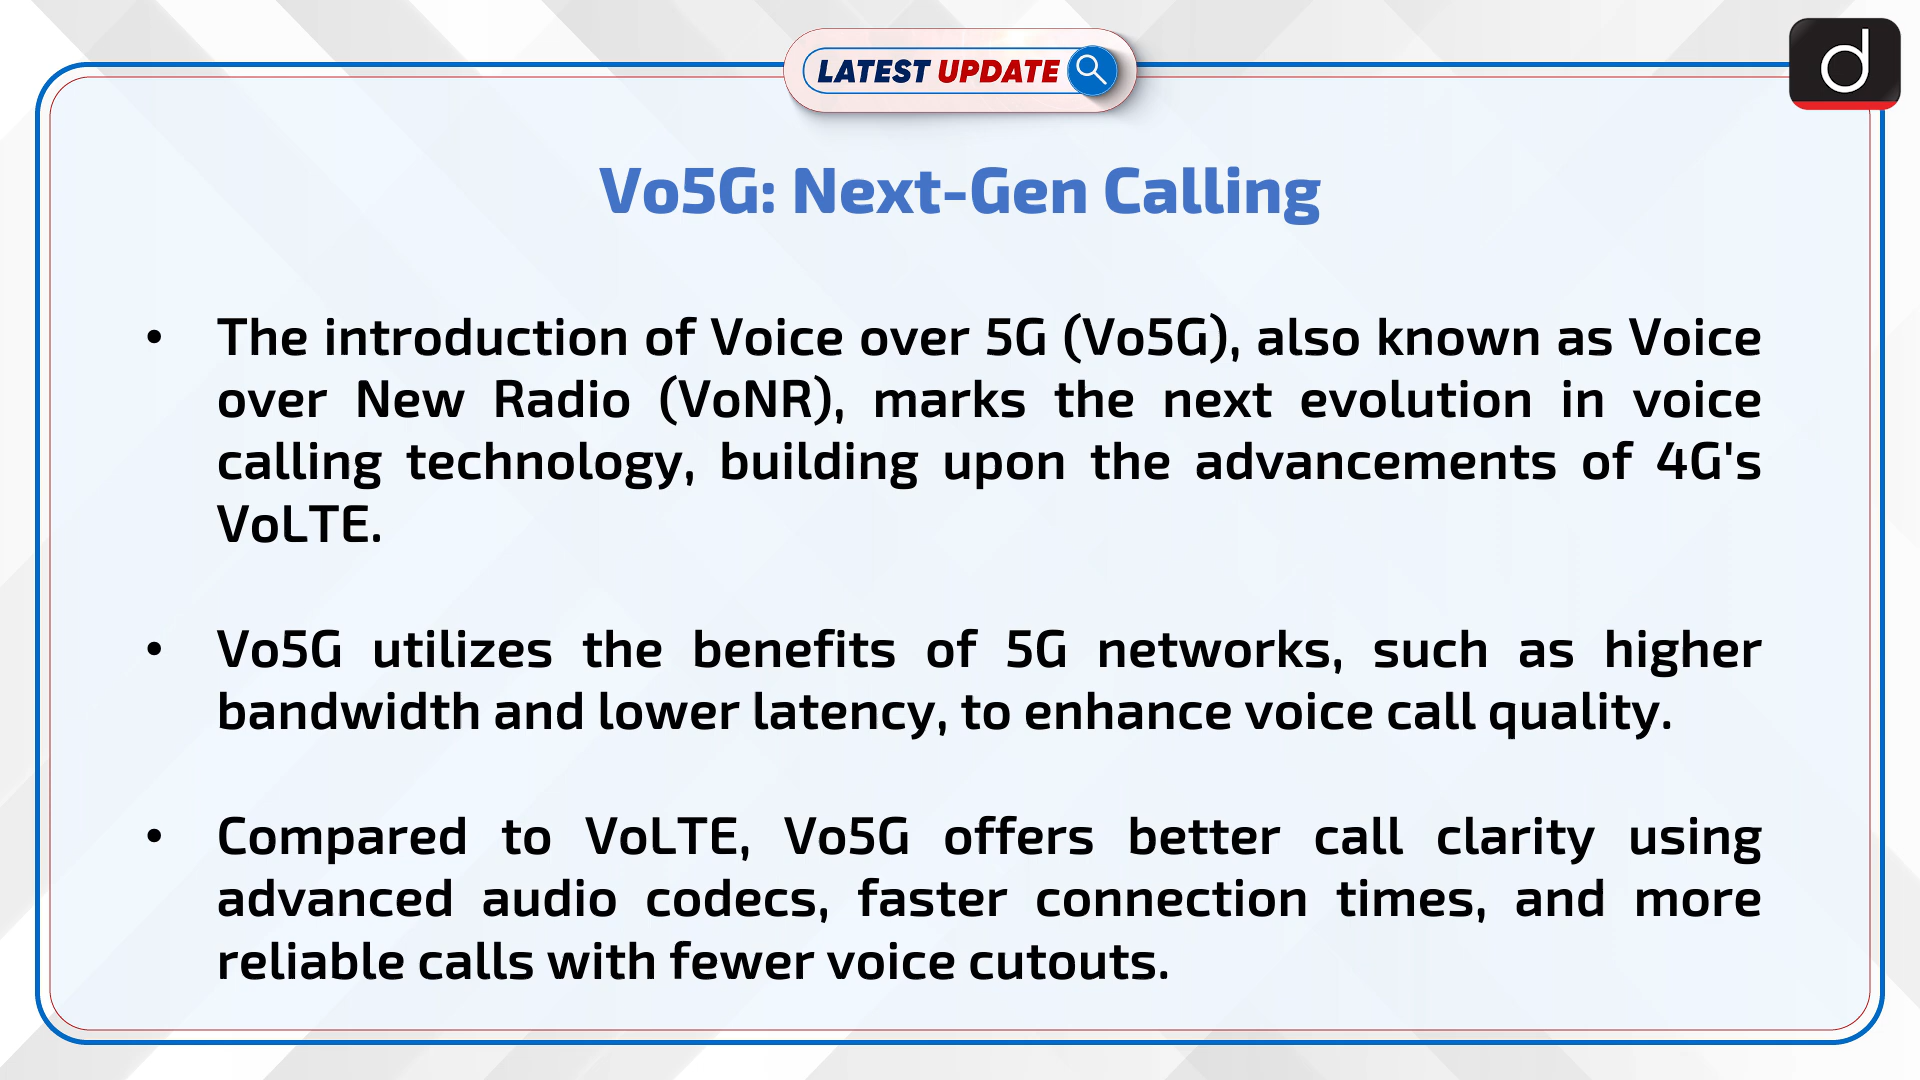 LATEST UPDATE
d
Vo5G: Next-Gen Calling
• The introduction of Voice over 5G (Vo5G), also known as Voice
over New Radio (VoNR), marks the next evolution in voice
calling technology, building upon the advancements of 4G's
VoLTE.
• Vo5G utilizes the benefits of 5G networks, such as higher
bandwidth and lower latency, to enhance voice call quality.
• Compared to VoLTE, Vo5G offers better call clarity using
advanced audio codecs, faster connection times, and more
reliable calls with fewer voice cutouts.